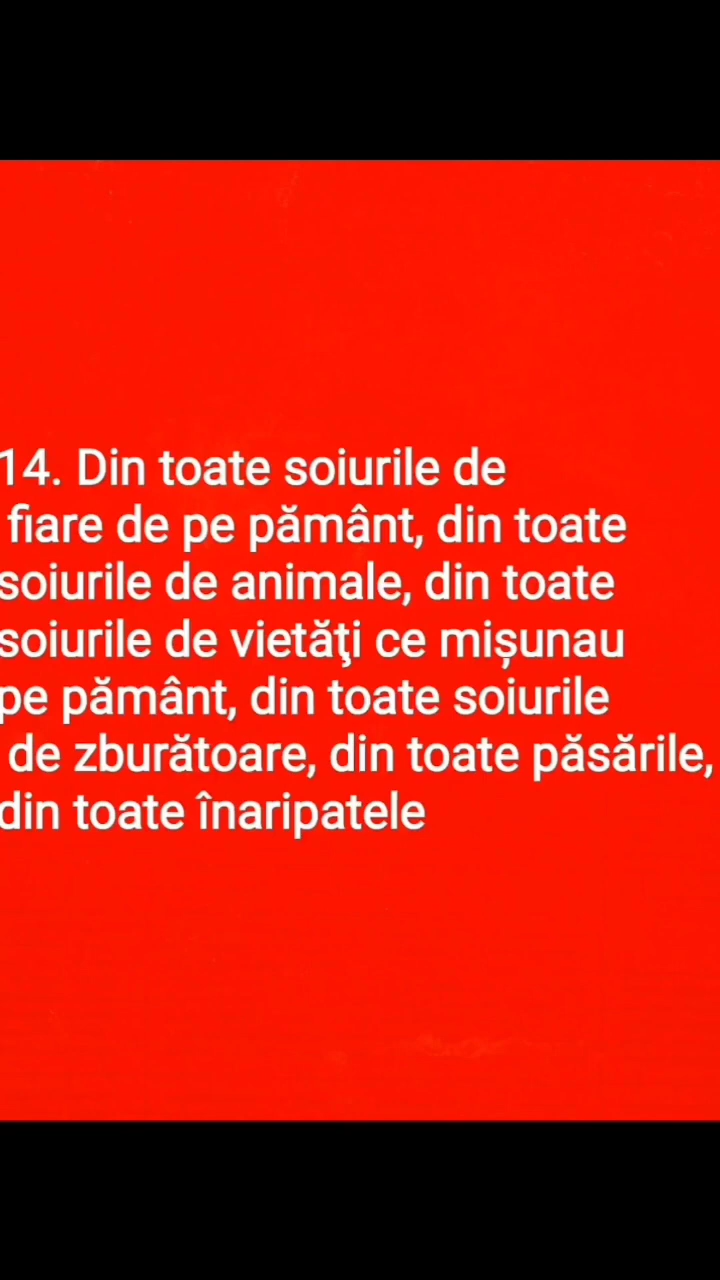 14. Din toate soiurile de
fiare de pe pământ, din toate
soiurile de animale, din toate
soiurile de vietăţi ce mișunau
pe pământ, din toate soiurile
de zburătoare, din toate păsările,
din toate înaripatele